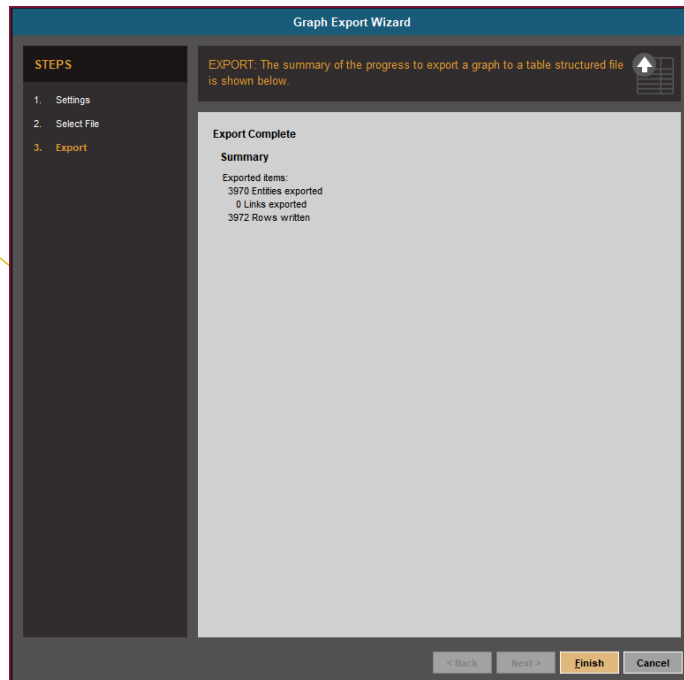 Graph Export Wizard
STEPS
1. Settings
2. Select File
3. Export
EXPORT: The summary of the progress to export a graph to a table structured file
is shown below.
Export Complete
Summary
Exported items:
3970 Entities exported
0 Links exported
3972 Rows written
< Back
Next >
Finish
Cancel